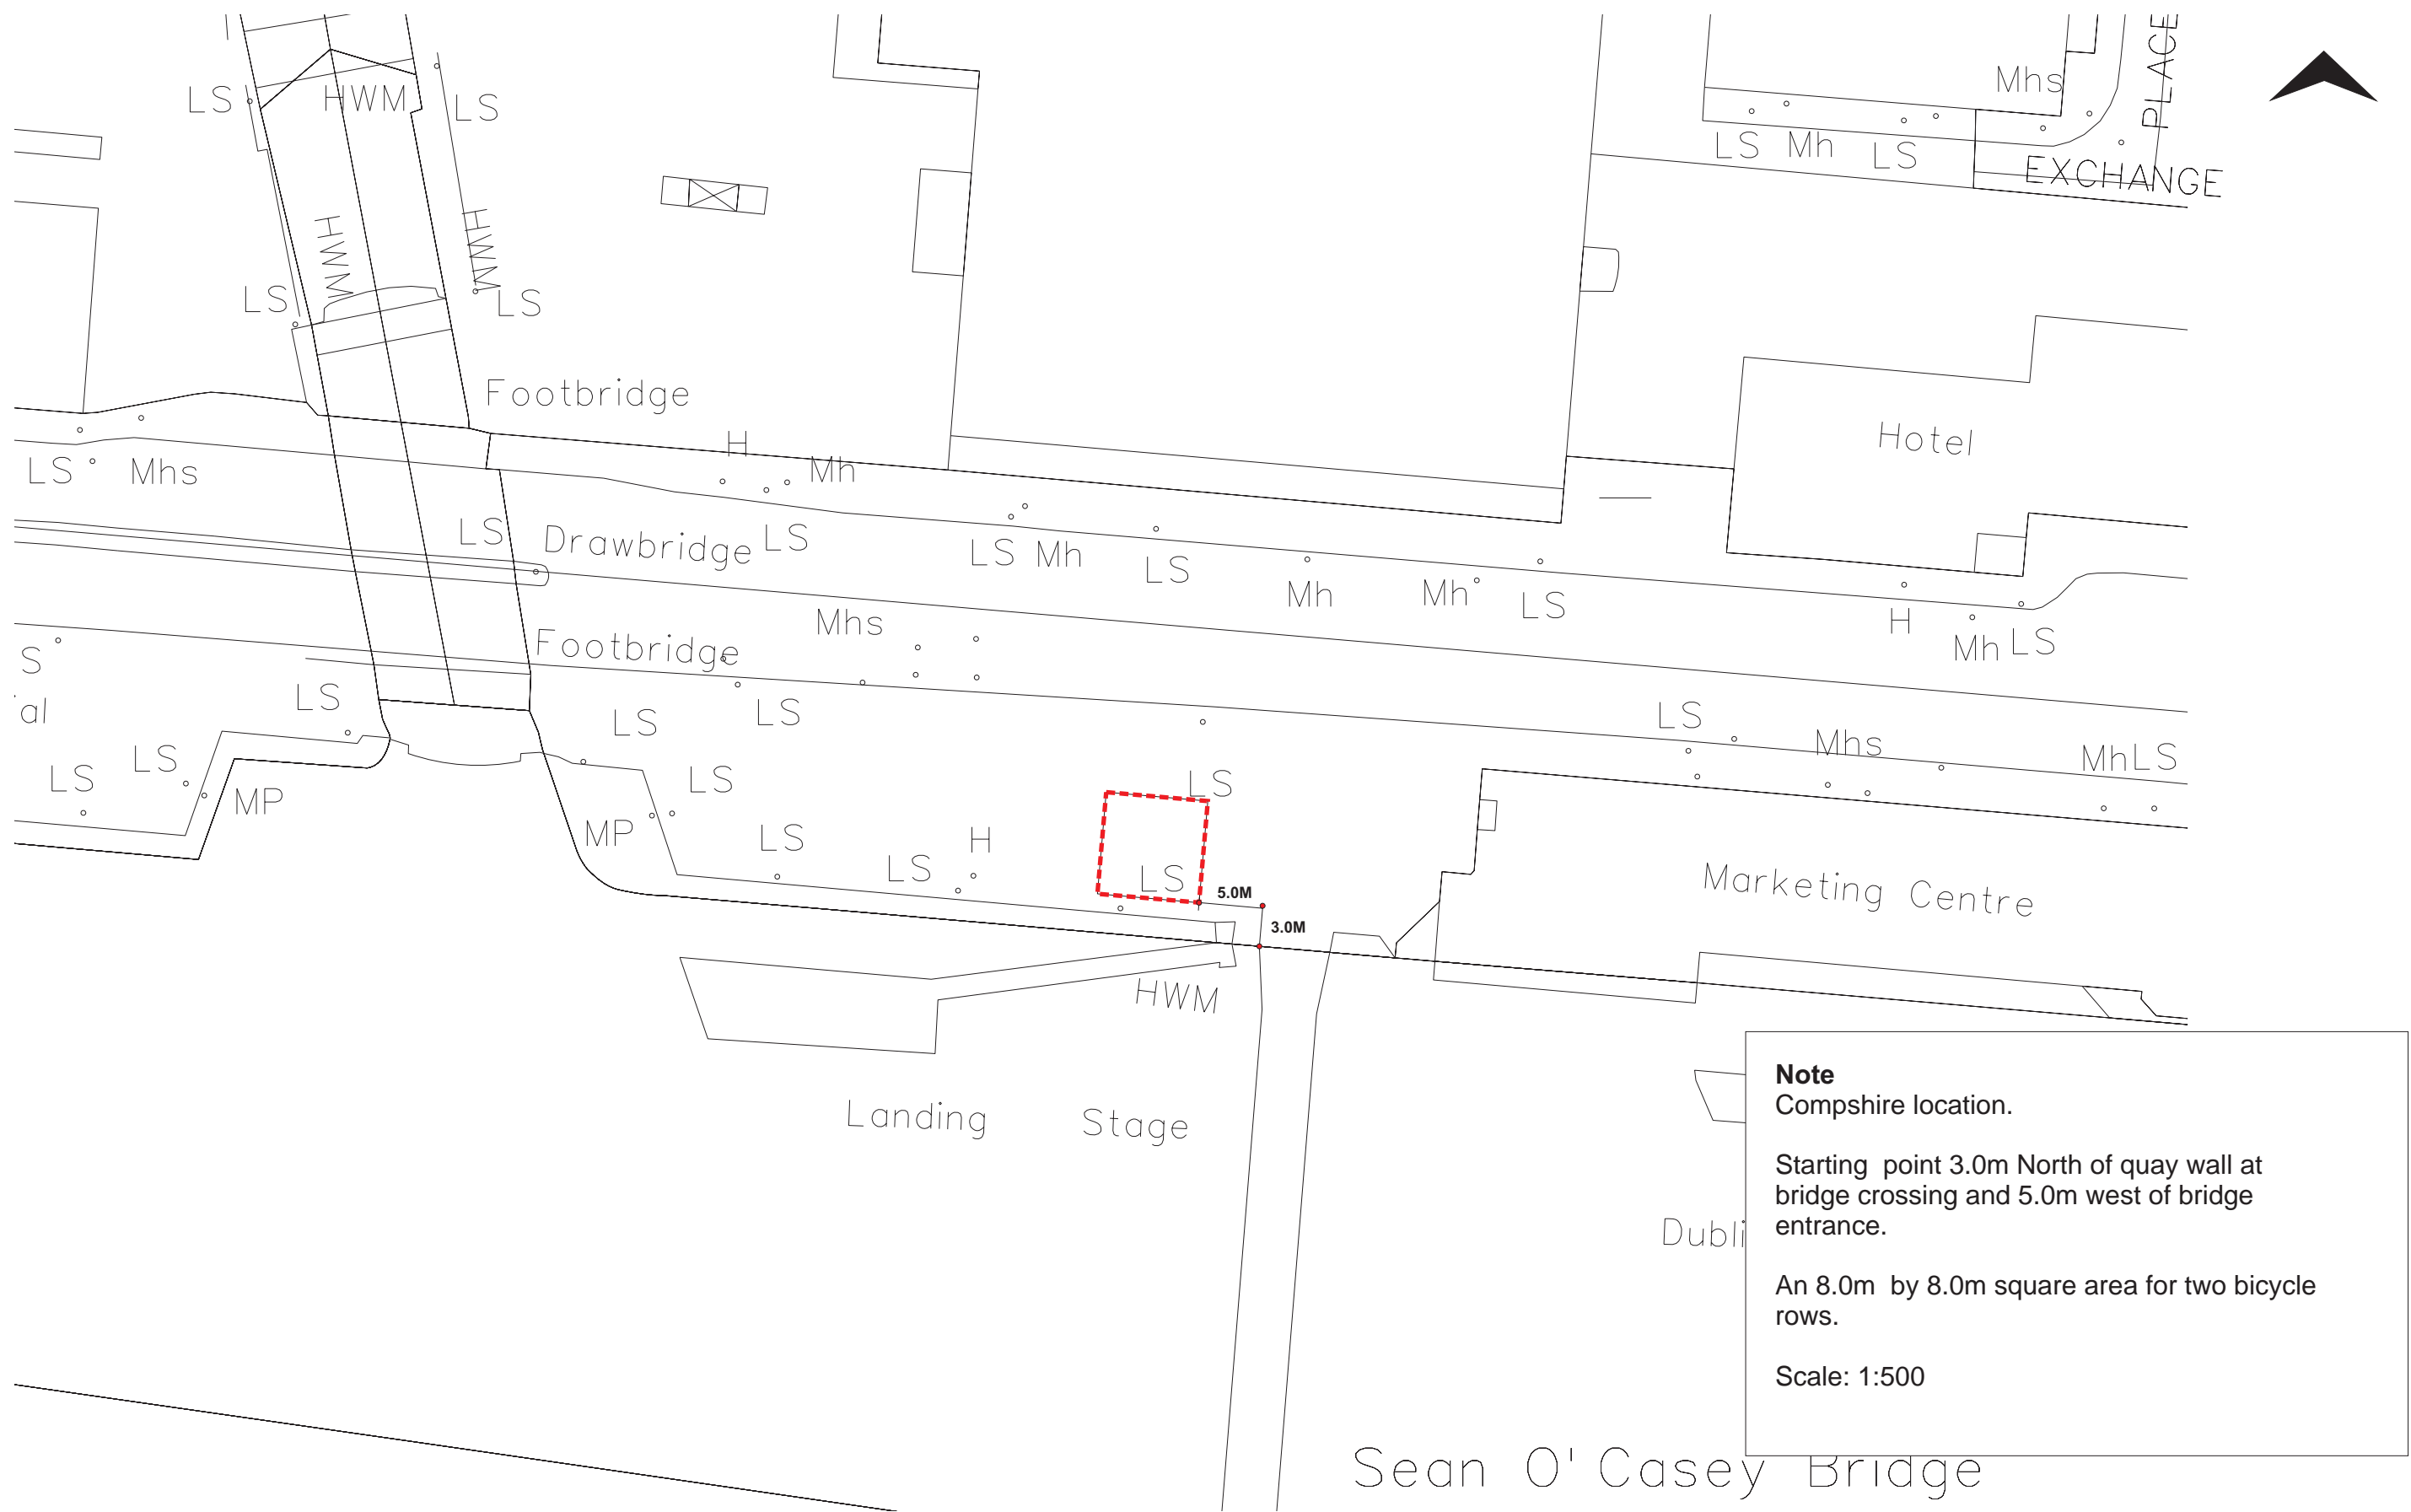 PLACE
Mhs
LS
HWM
LS
LS Mh LS
EXCHANGE
HWM
HWM
LS
LS
Footbridge
Hotel
H
Mh
LS
Mhs
LS
Drawbridge
LS
LS Mh
LS
Mh
Mh
LS
H
Mh LS
Mhs
Footbridge
S
al
LS
LS
LS
LS
Mhs
Mh LS
LS
LS
MP
LS
LS
MP
LS
LS
H
LS
5.0M
3.0M
Marketing Centre
HWM
Landing Stage
Dubli
Note
Compshire location.
Starting point 3.0m North of quay wall at
bridge crossing and 5.0m west of bridge
entrance.
An 8.0m by 8.0m square area for two bicycle
rows.
Scale: 1:500
Sean O' Casey Bridge